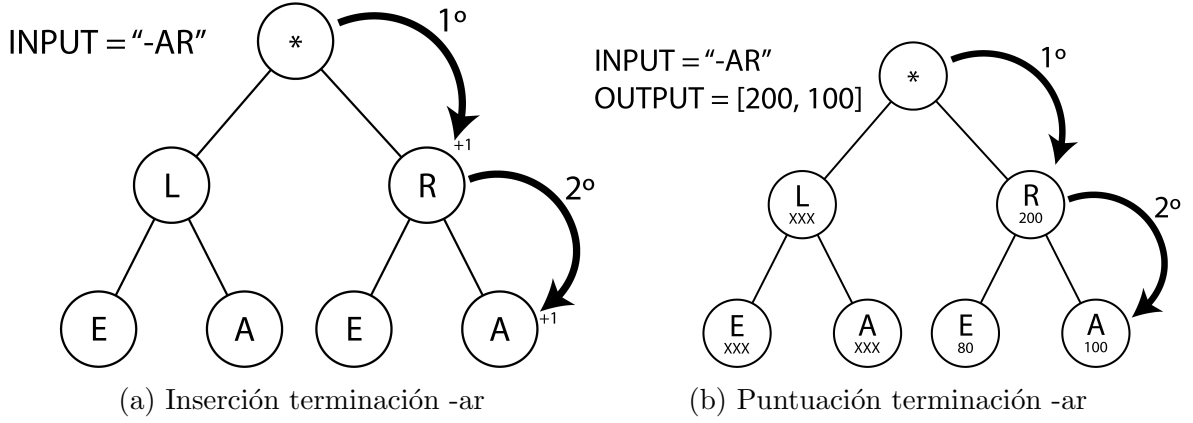 INPUT = “-AR”
*
1º
+1
L
R
2º
E
A
E
A
+1
(a) Inserción terminación -ar
INPUT = “-AR”
OUTPUT = [200, 100]
*
1º
L
XXX
R
200
2º
E
XXX
A
XXX
E
80
A
100
(b) Puntuación terminación -ar